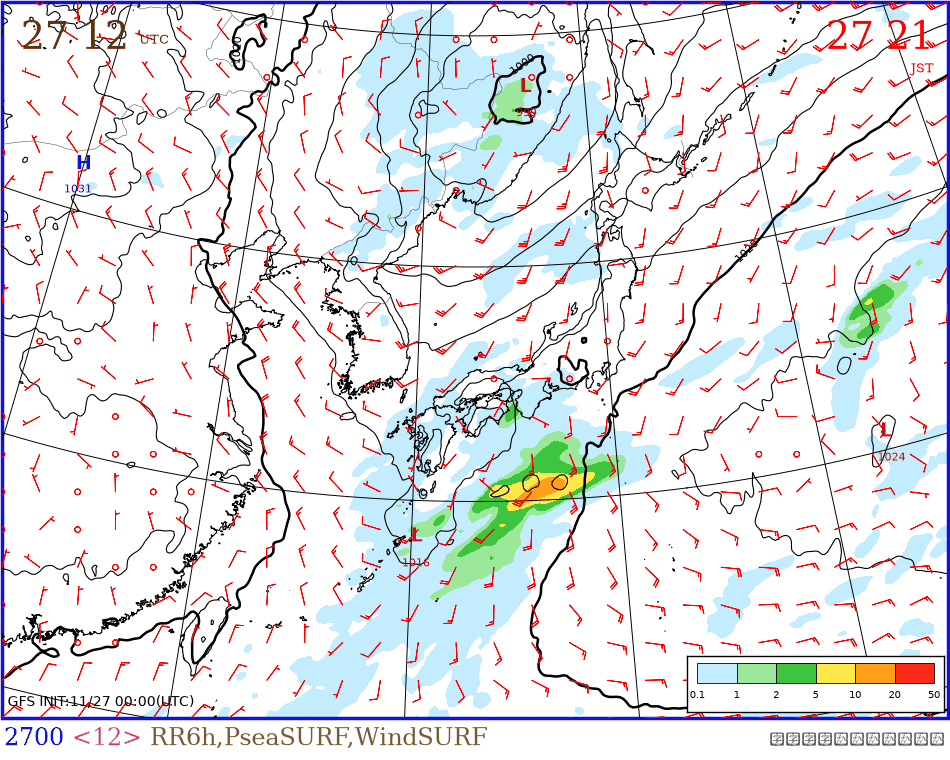 27 12 UTC
27 21
JST
1000
L
H
1031
1020
L
1024
L
1016
GFS INIT:11/27 00:00(UTC)
0.1 1 2 5 10 20 50
2700 <12> RR6h,PseaSURF,WindSURF